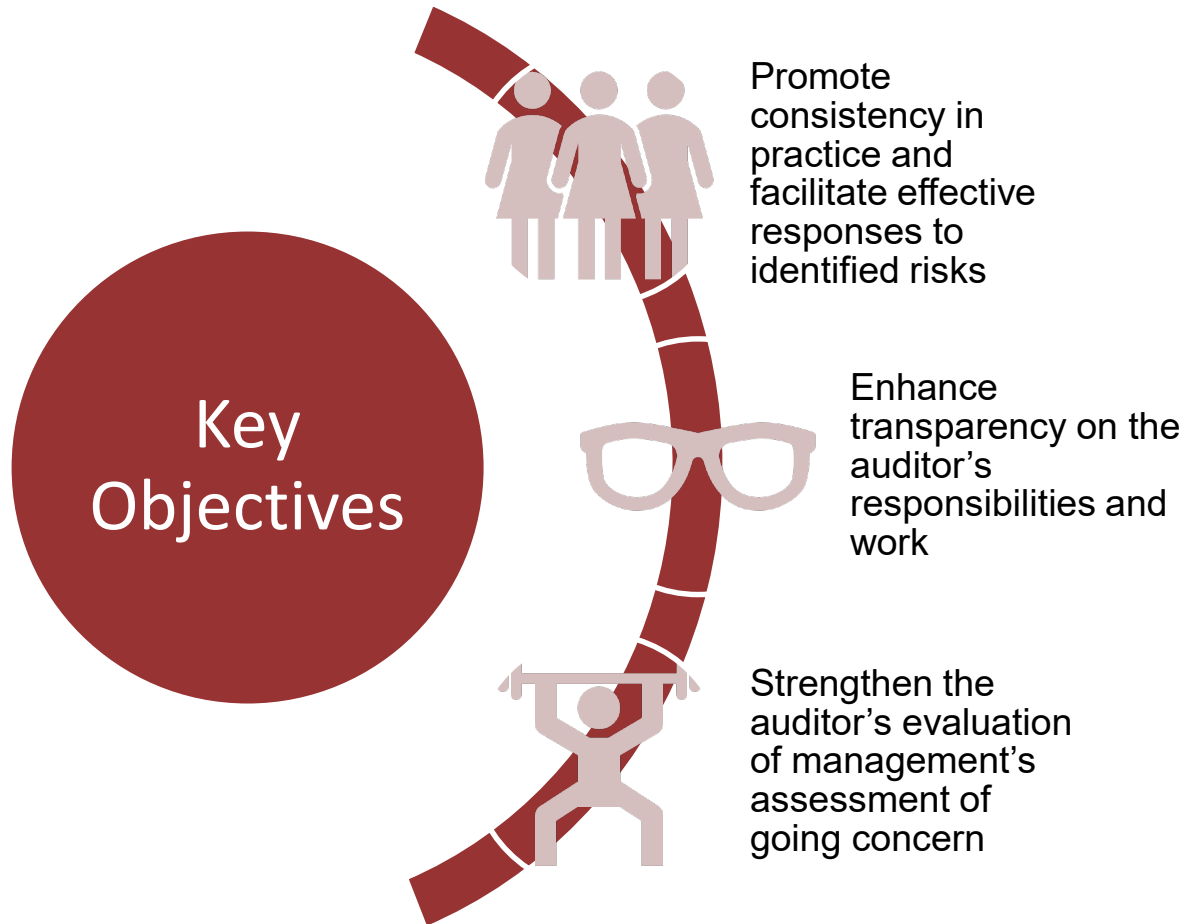 Key
Objectives
Promote
consistency in
practice and
facilitate effective
responses to
identified risks
Enhance
transparency on the
auditor’s
responsibilities and
work
Strengthen the
auditor’s evaluation
of management’s
assessment of
going concern